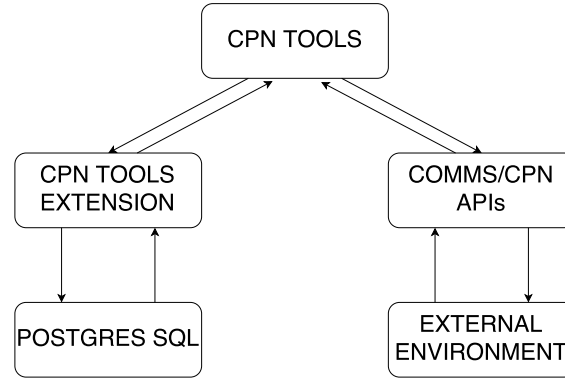 CPN TOOLS
CPN TOOLS
EXTENSION
COMMS/CPN
APIs
POSTGRES SQL
EXTERNAL
ENVIRONMENT